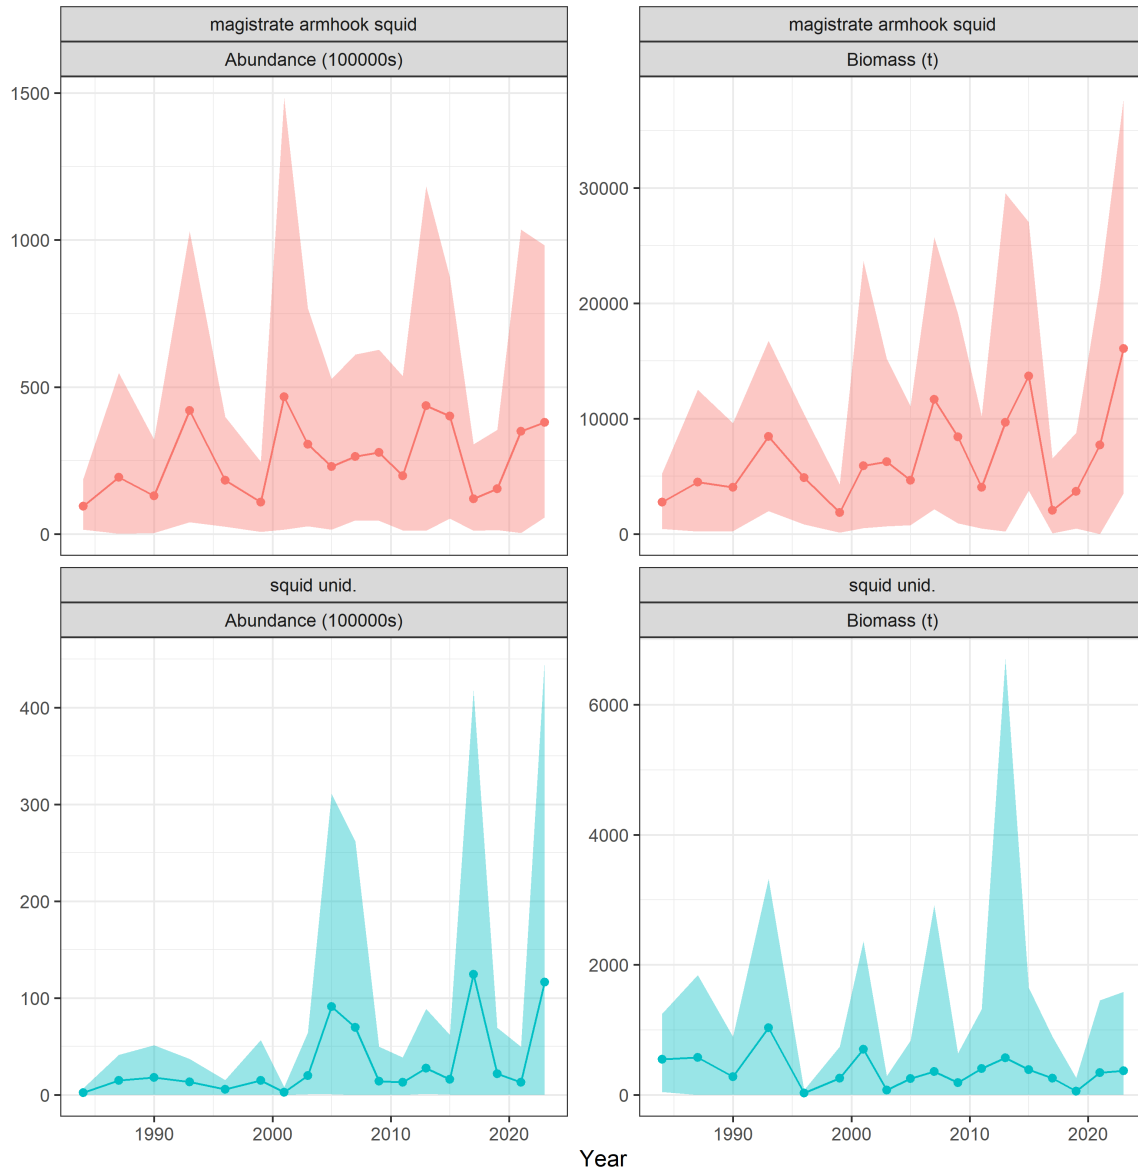 magistrate armhook squid
Abundance (100000s)
1500
1000
500
0
magistrate armhook squid
Biomass (t)
30000
20000
10000
0
squid unid.
Abundance (100000s)
400
300
200
100
0
1990 2000 2010 2020
squid unid.
Biomass (t)
6000
4000
2000
0
1990 2000 2010 2020
Year